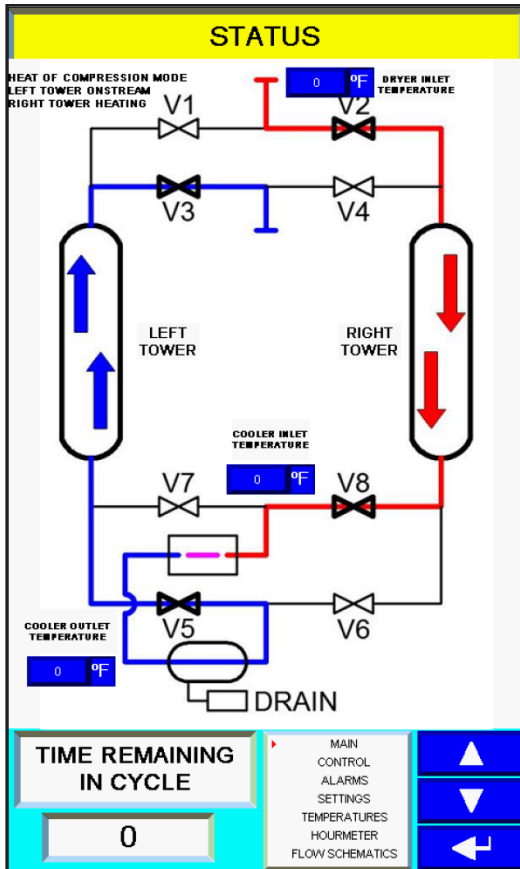 STATUS
HEAT OF COMPRESSION MODE
LEFT TOWER ONSTREAM
RIGHT TOWER HEATING
0 ºF
DRYER INLET
TEMPERATURE
V1
V2
V3
V4
LEFT
TOWER
RIGHT
TOWER
COOLER INLET
TEMPERATURE
0 ºF
V7
V8
V5
V6
COOLER OUTLET
TEMPERATURE
0 ºF
DRAIN
TIME REMAINING
IN CYCLE
0
MAIN
CONTROL
ALARMS
SETTINGS
TEMPERATURES
HOURMETER
FLOW SCHEMATICS